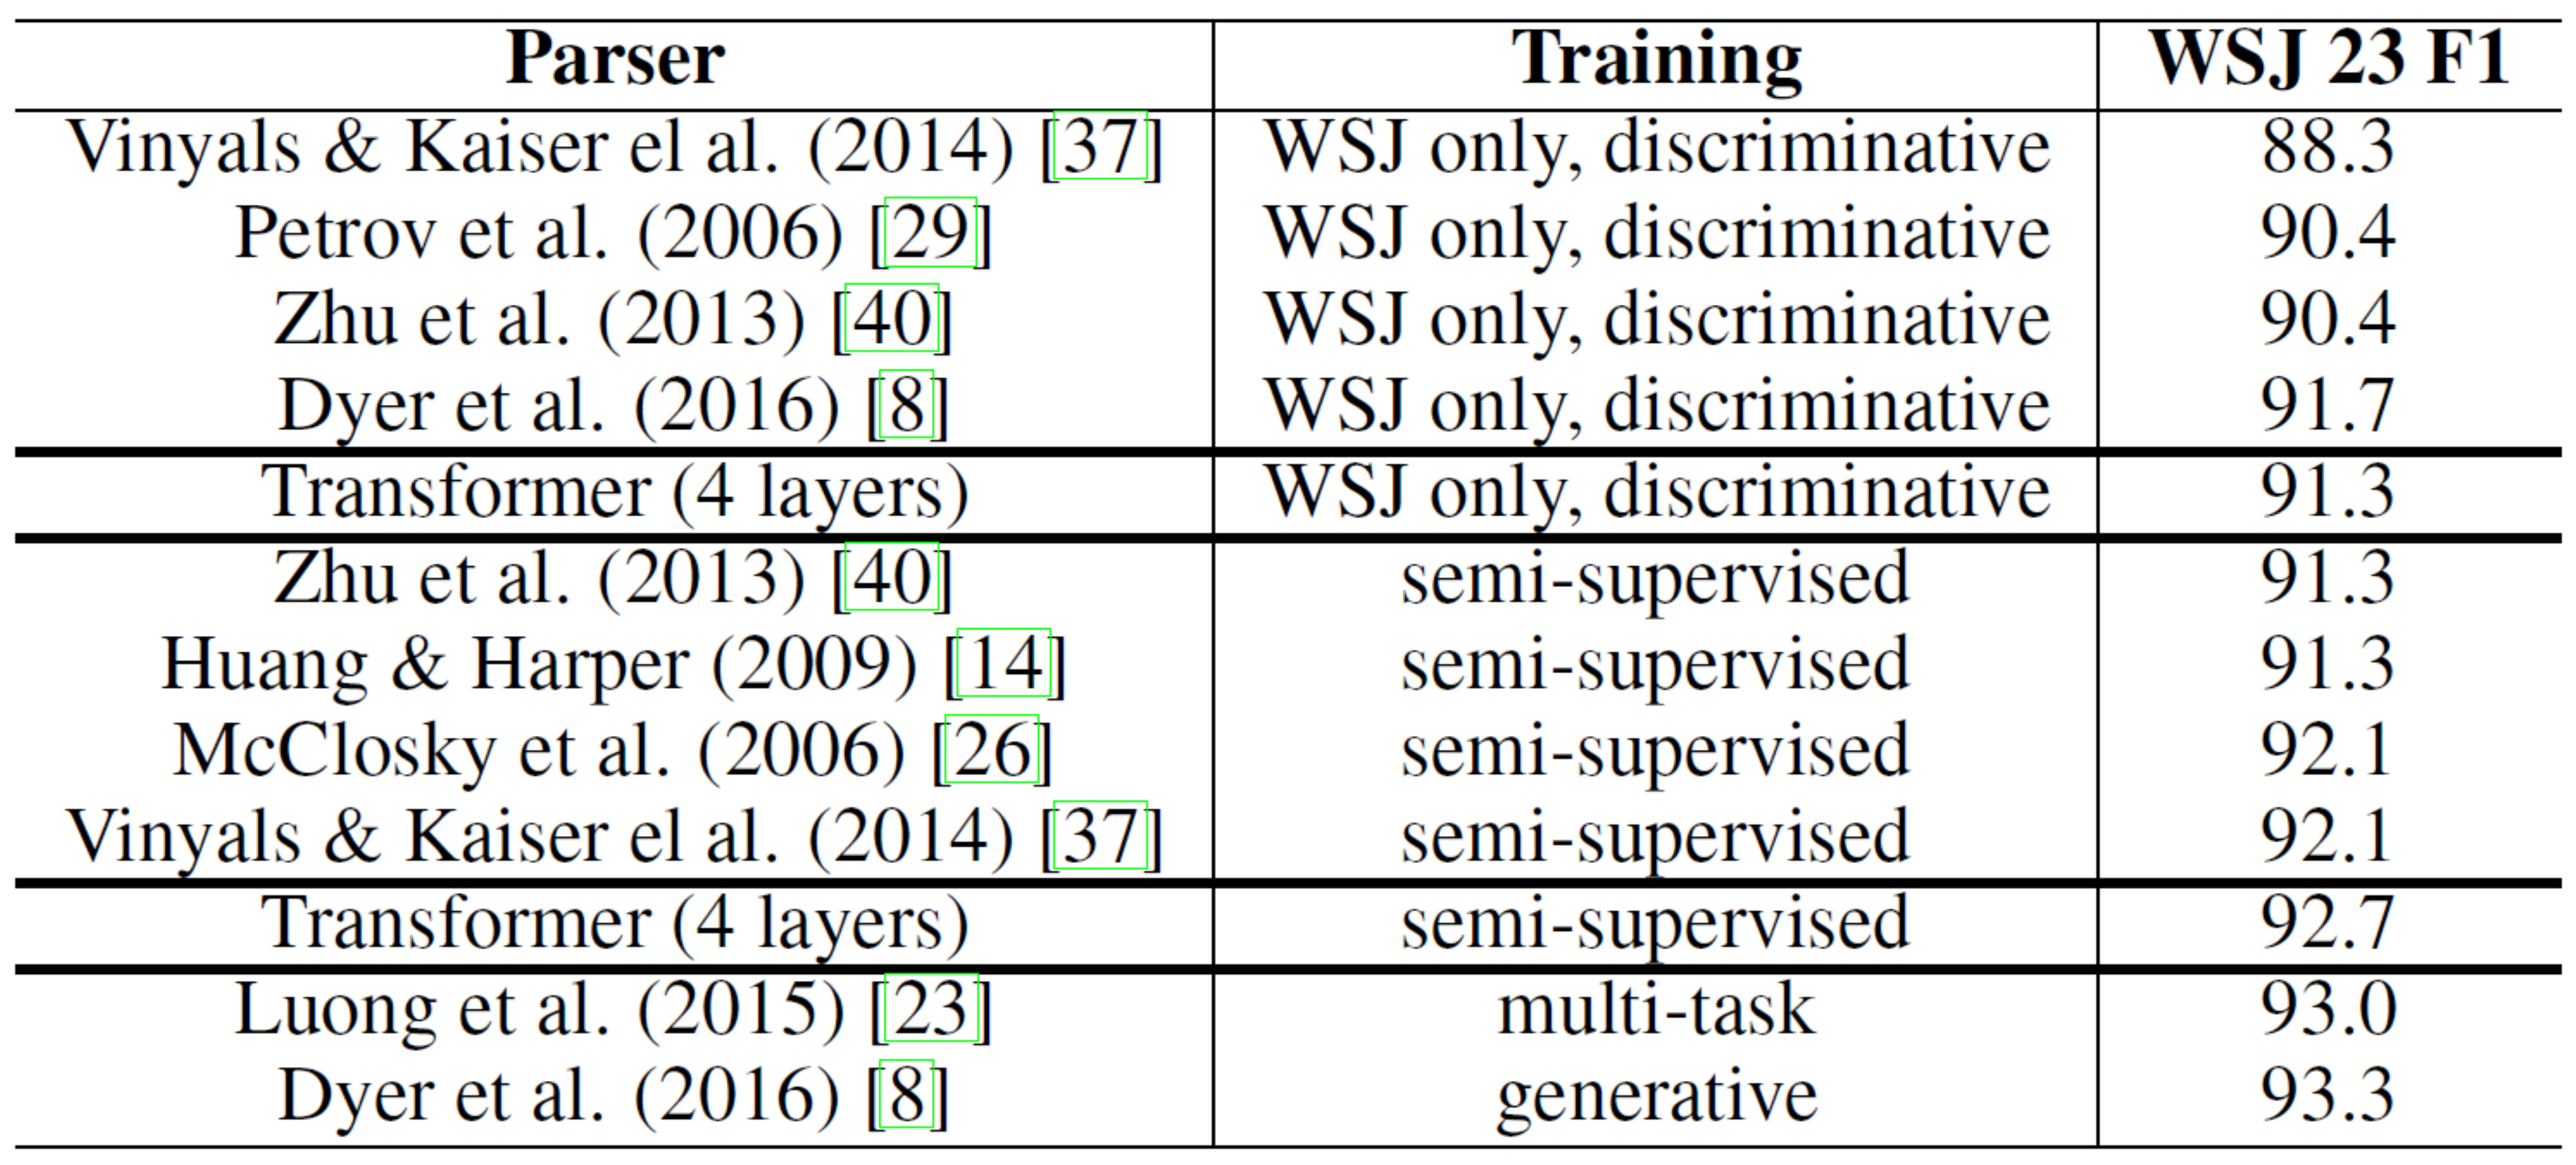 Parser Training WSJ 23 F1
Vinyals & Kaiser el al. (2014) [37] WSJ only, discriminative 88.3
Petrov et al. (2006) [29] WSJ only, discriminative 90.4
Zhu et al. (2013) [40] WSJ only, discriminative 90.4
Dyer et al. (2016) [8] WSJ only, discriminative 91.7
Transformer (4 layers) WSJ only, discriminative 91.3
Zhu et al. (2013) [40] semi-supervised 91.3
Huang & Harper (2009) [14] semi-supervised 91.3
McClosky et al. (2006) [26] semi-supervised 92.1
Vinyals & Kaiser el al. (2014) [37] semi-supervised 92.1
Transformer (4 layers) semi-supervised 92.7
Luong et al. (2015) [23] multi-task 93.0
Dyer et al. (2016) [8] generative 93.3